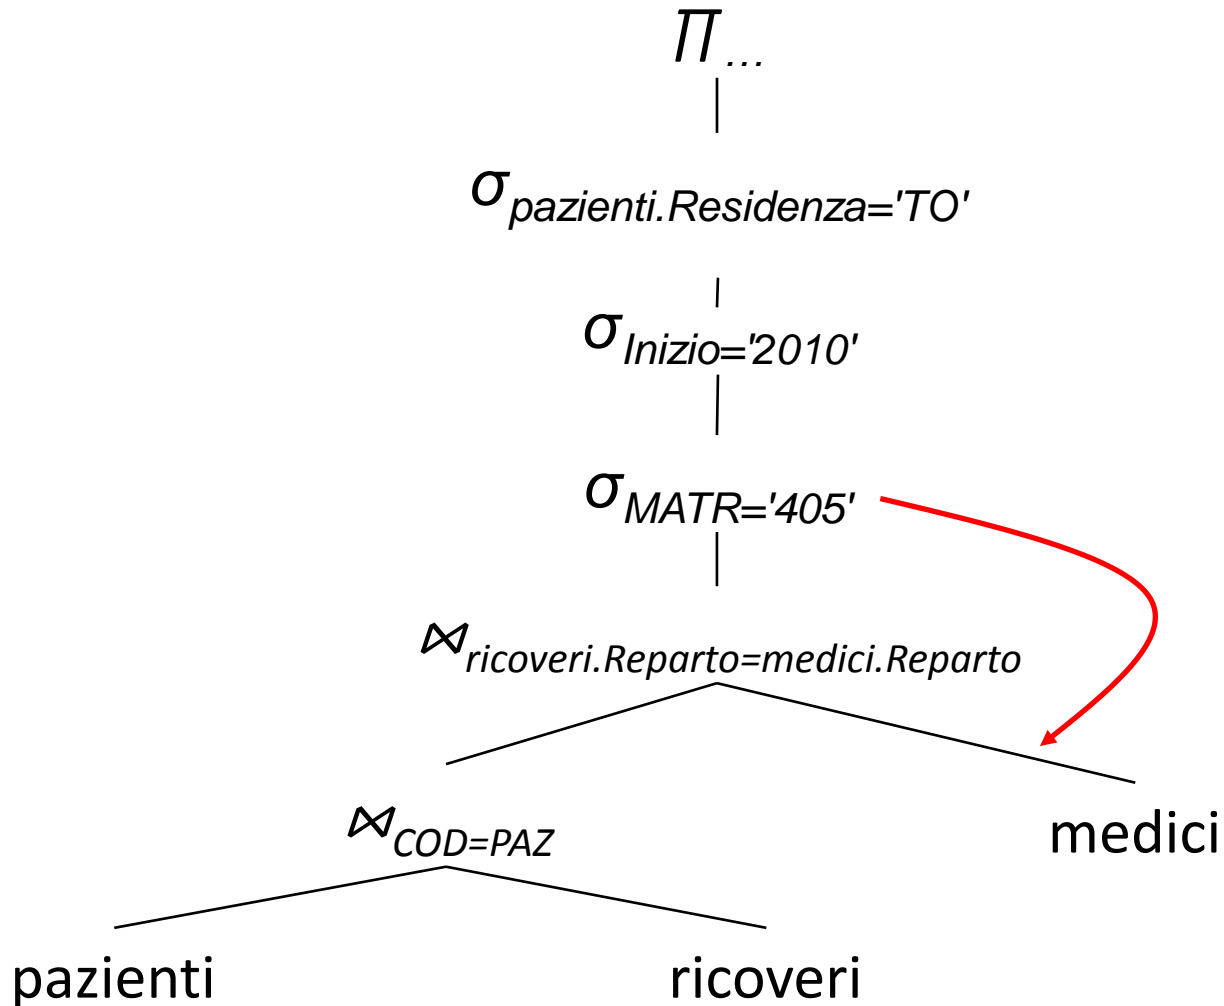 Π...
σpazienti.Residenza='TO'
σInizio='2010'
σMATR='405'
⋈ricoveri.Reparto=medici.Reparto
⋈COD=PAZ
medici
pazienti
ricoveri